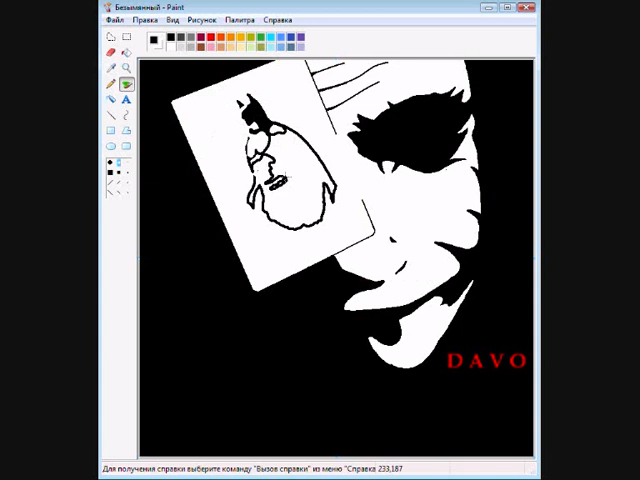 Безымянный - Paint
Файл Правка Вид Рисунок Палитра Справка
A
DAVO
Для получения справки выберите команду "Вызов справки" из меню "Справка 233,187